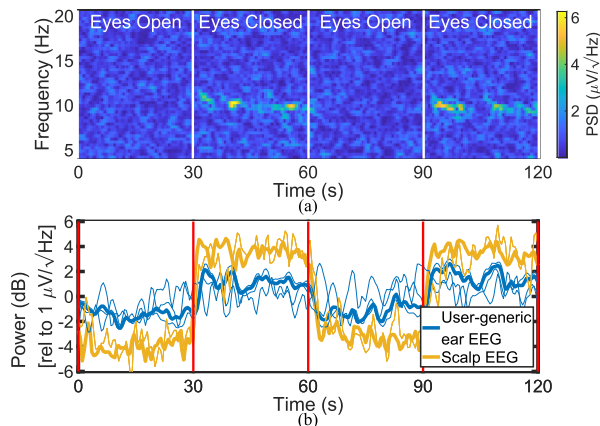 Eyes Open Eyes Closed Eyes Open Eyes Closed
20
15
10
5
Frequency (Hz)
0 30 60 90 120
Time (s)
6
4
2
PSD (μV/√Hz)
(a)
6
4
2
0
-2
-4
-6
Power (dB)
[rel to 1 μV/√Hz]
User-generic
ear EEG
Scalp EEG
0 30 60 90 120
Time (s)
(b)